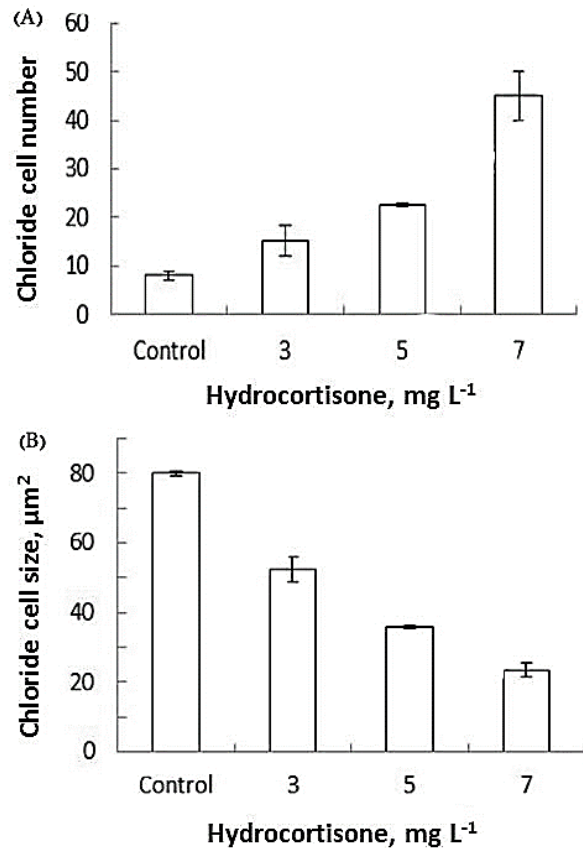 (A)
Chloride cell number
60
50
40
30
20
10
0
Control 3 5 7
Hydrocortisone, mg L⁻¹
(B)
Chloride cell size, µm²
80
60
40
20
0
Control 3 5 7
Hydrocortisone, mg L⁻¹